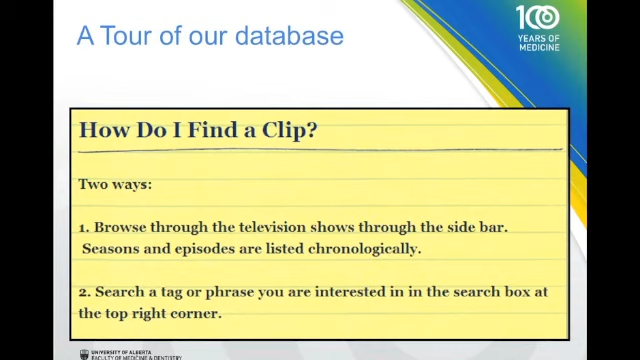 A Tour of our database
100
YEARS OF
MEDICINE
How Do I Find a Clip?
Two ways:
1. Browse through the television shows through the side bar.
Seasons and episodes are listed chronologically.
2. Search a tag or phrase you are interested in in the search box at
the top right corner.
UNIVERSITY OF ALBERTA
FACULTY OF MEDICINE & DENTISTRY